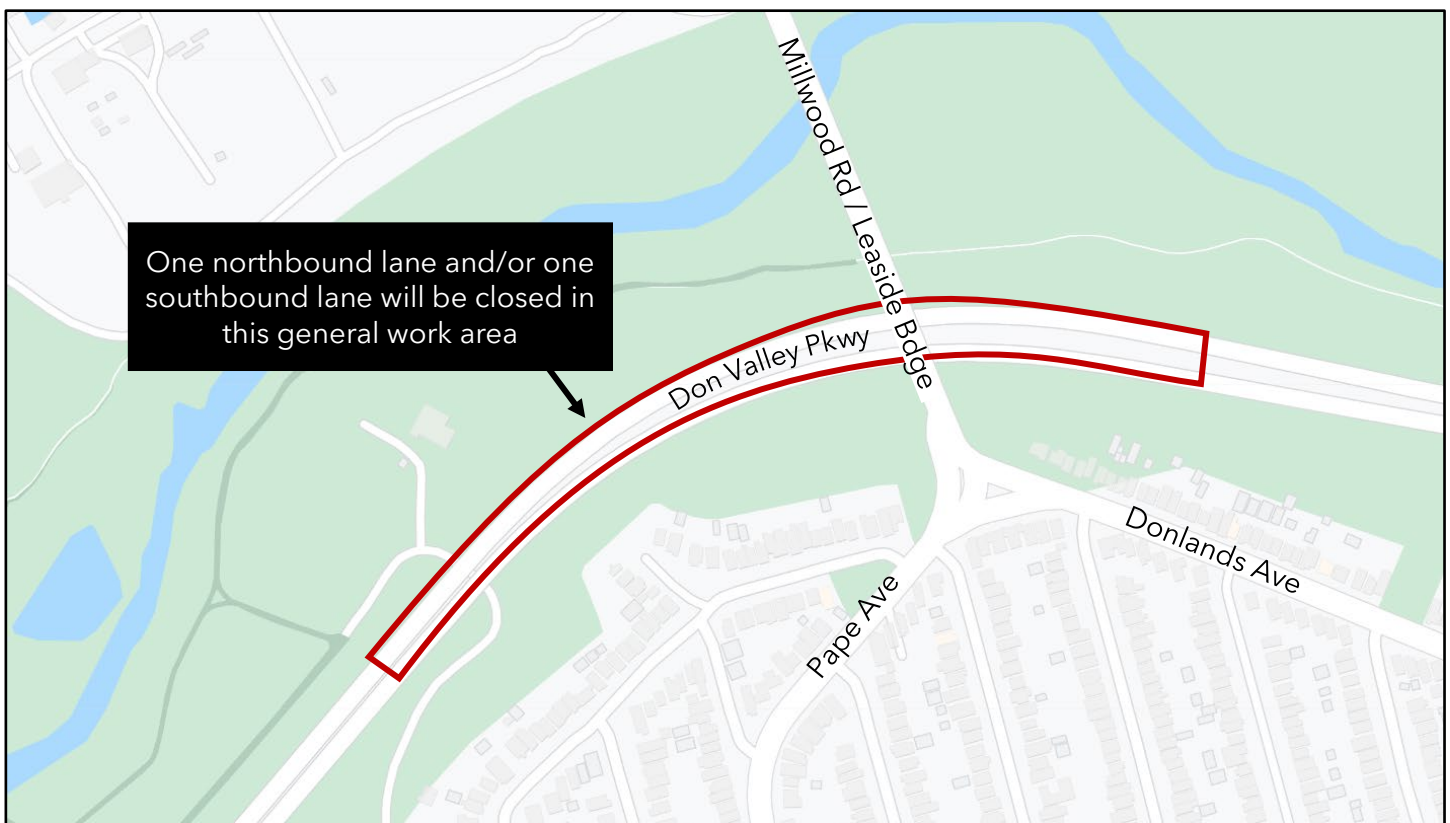 Millwood Rd / Leaside Bdge
One northbound lane and/or one
southbound lane will be closed in
this general work area
Don Valley Pkwy
Donlands Ave
Pape Ave